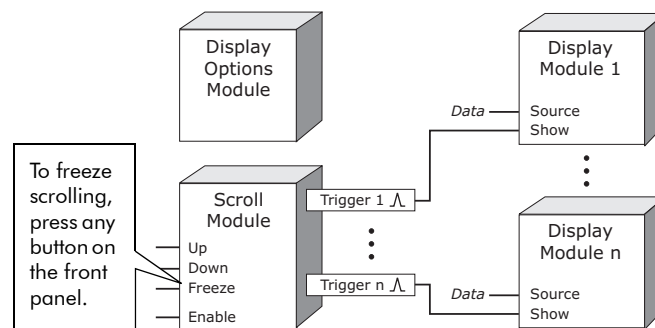 Display
Options
Module
Display
Module 1
Data
Source
Show
To freeze
scrolling,
press any
button on
the front
panel.
Scroll
Module
Up
Down
Freeze
Enable
Trigger 1
Trigger n
Display
Module n
Data
Source
Show